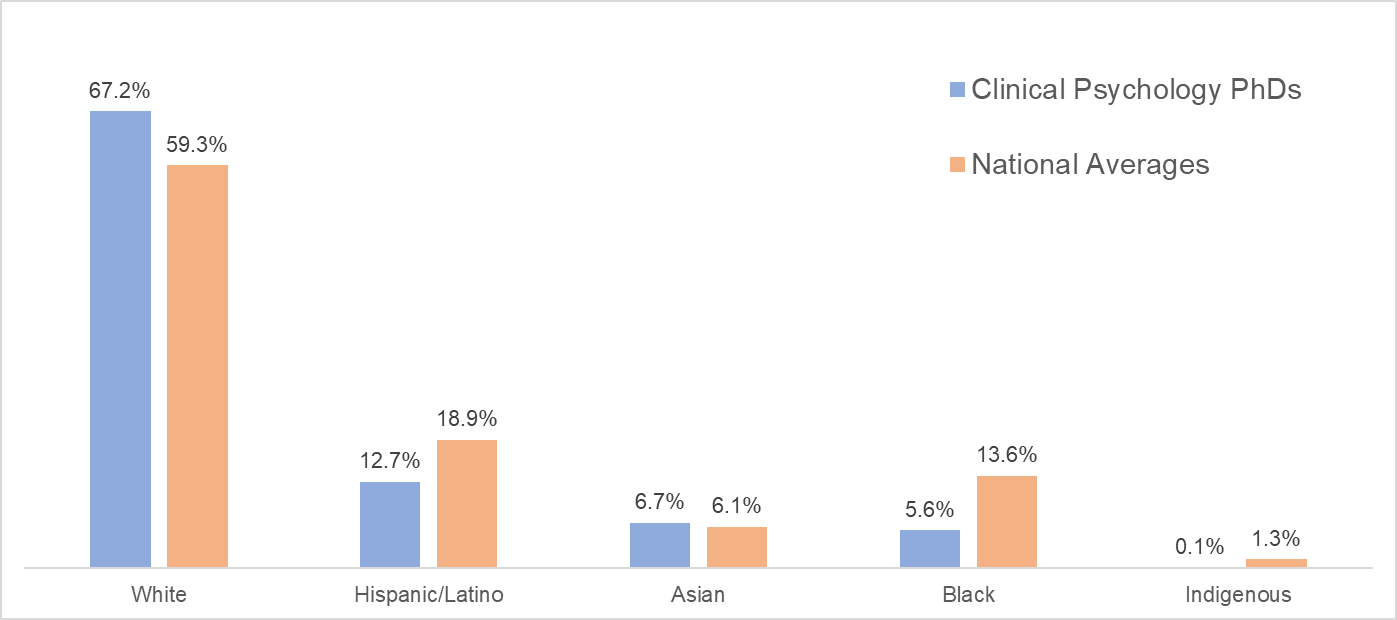 67.2%
59.3%
Clinical Psychology PhDs
National Averages
12.7%
18.9%
6.7%
6.1%
5.6%
13.6%
0.1%
1.3%
White
Hispanic/Latino
Asian
Black
Indigenous